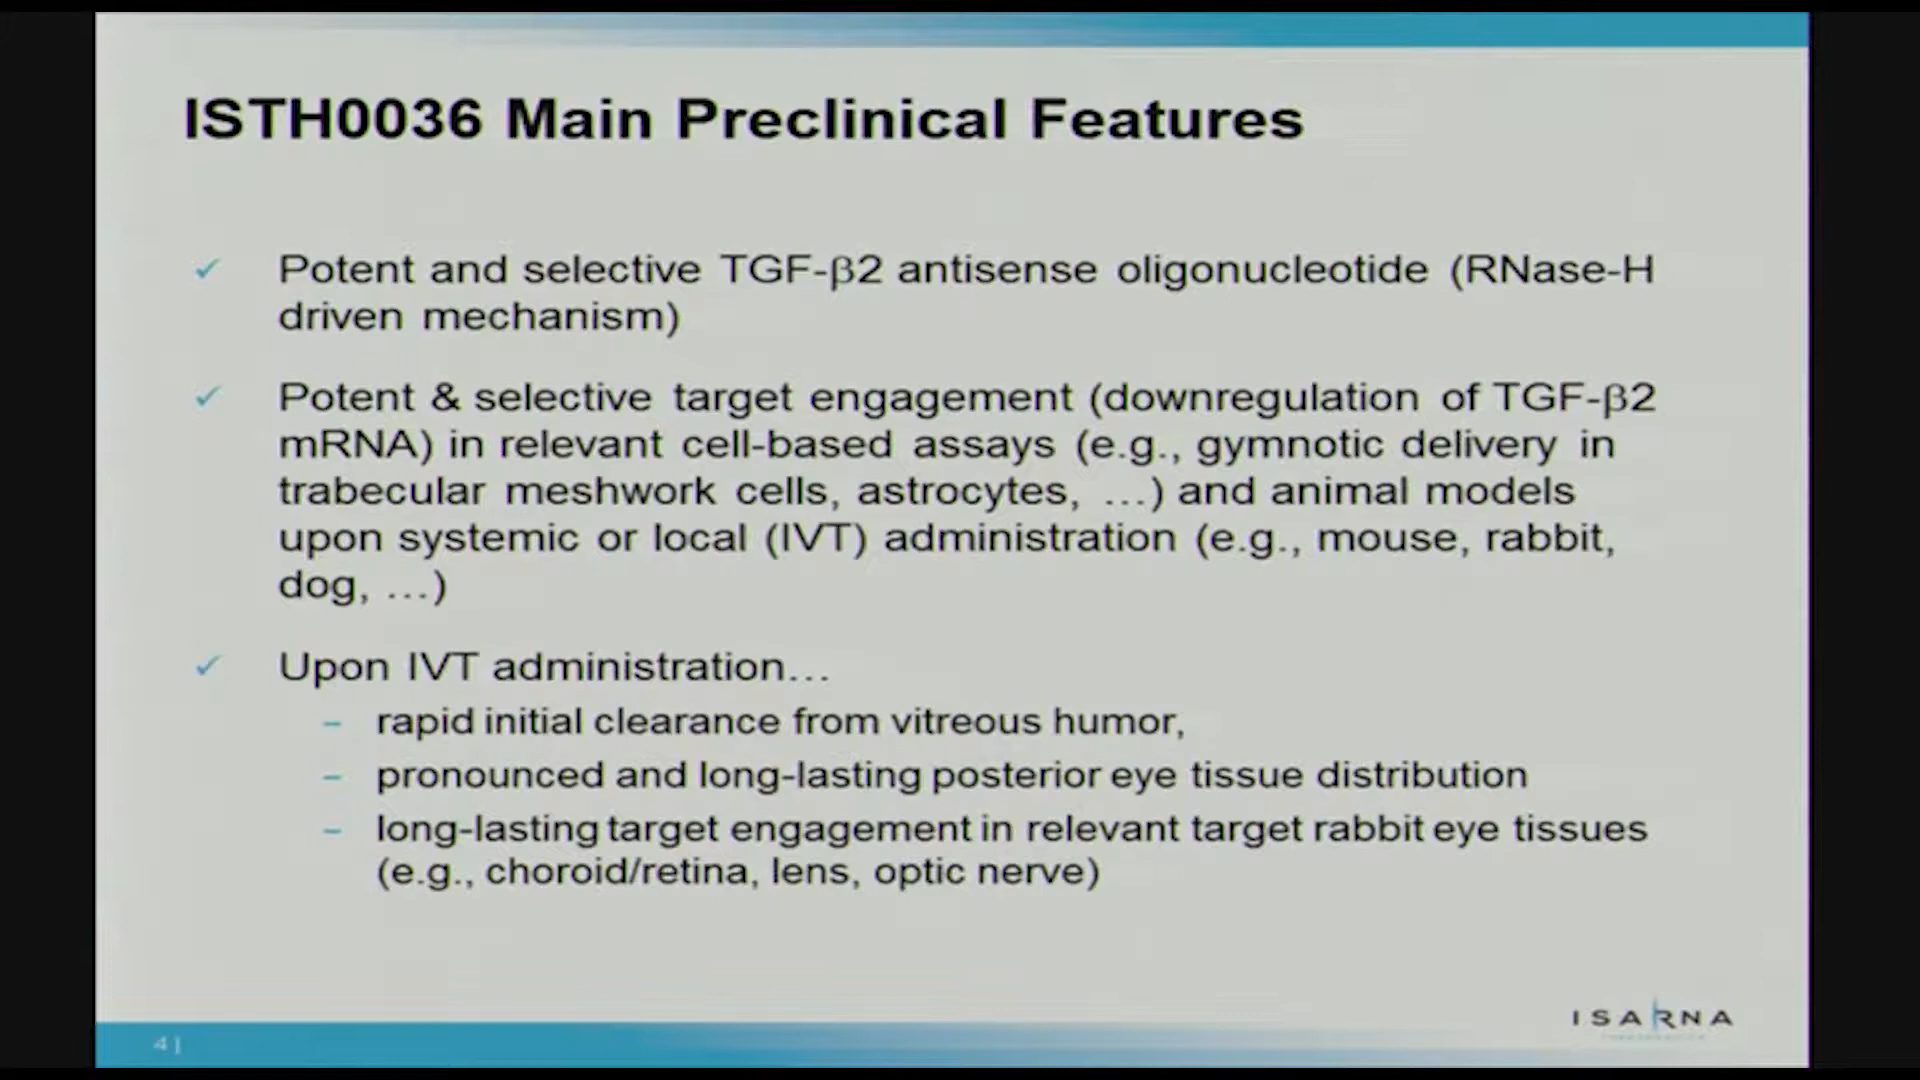 ISTH0036 Main Preclinical Features
✓ Potent and selective TGF-β2 antisense oligonucleotide (RNase-H
driven mechanism)
✓ Potent & selective target engagement (downregulation of TGF-β2
mRNA) in relevant cell-based assays (e.g., gymnotic delivery in
trabecular meshwork cells, astrocytes, …) and animal models
upon systemic or local (IVT) administration (e.g., mouse, rabbit,
dog, …)
✓ Upon IVT administration…
– rapid initial clearance from vitreous humor,
– pronounced and long-lasting posterior eye tissue distribution
– long-lasting target engagement in relevant target rabbit eye tissues
(e.g., choroid/retina, lens, optic nerve)
ISARNA
4 |